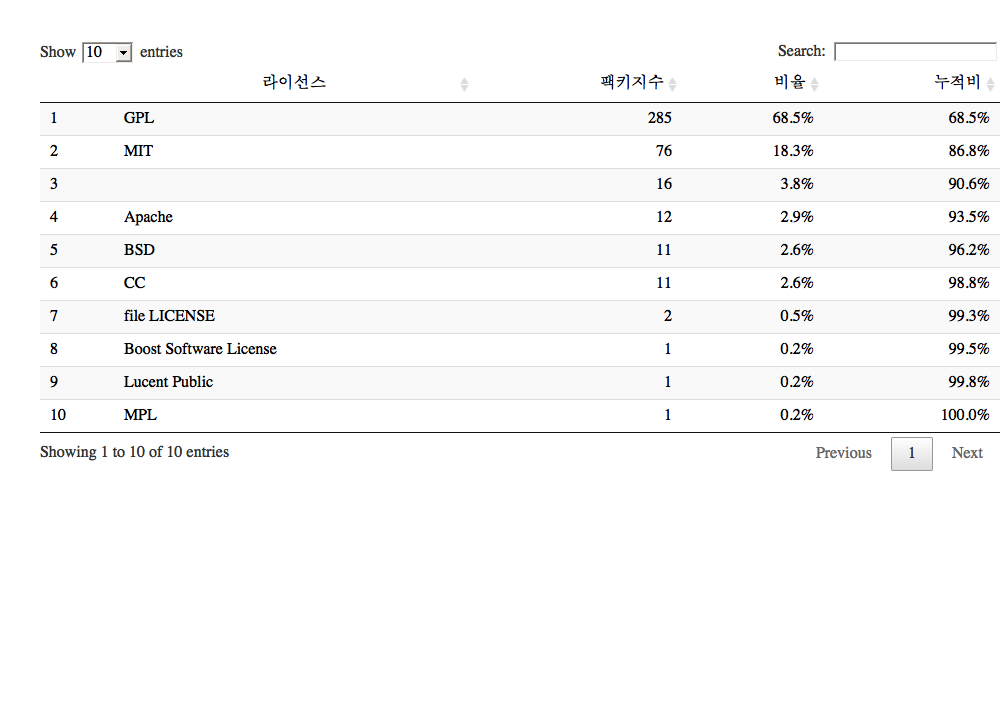 Show 10 entries Search:
라이선스 팩키지수 비율 누적비
1 GPL 285 68.5% 68.5%
2 MIT 76 18.3% 86.8%
3 16 3.8% 90.6%
4 Apache 12 2.9% 93.5%
5 BSD 11 2.6% 96.2%
6 CC 11 2.6% 98.8%
7 file LICENSE 2 0.5% 99.3%
8 Boost Software License 1 0.2% 99.5%
9 Lucent Public 1 0.2% 99.8%
10 MPL 1 0.2% 100.0%
Showing 1 to 10 of 10 entries Previous 1 Next